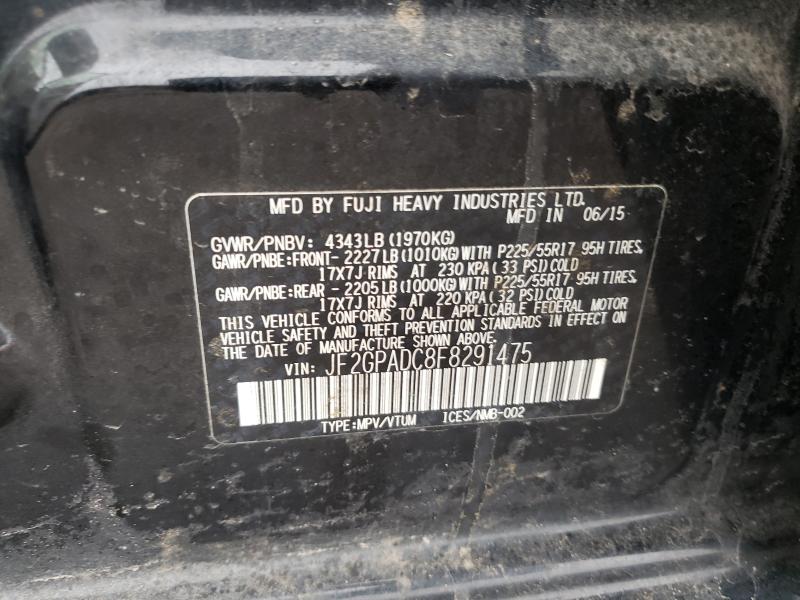 MFD BY FUJI HEAVY INDUSTRIES LTD.
MFD IN 06/15
GVWR/PNBV: 4343LB(1970KG)
GAWR/PNBE:FRONT-2227LB(1010KG)WITH P225/55R17 95H TIRES,
17X7J RIMS AT 230 KPA(33 PSI)COLD
GAWR/PNBE:REAR -2205LB(1000KG)WITH P225/55R17 95H TIRES,
17X7J RIMS AT 220 KPA(32 PSI)COLD
THIS VEHICLE CONFORMS TO ALL APPLICABLE FEDERAL MOTOR
VEHICLE SAFETY AND THEFT PREVENTION STANDARDS IN EFFECT ON
THE DATE OF MANUFACTURE SHOWN ABOVE.
VIN: JF2GPADC8F8291475
TYPE:MPV/VTUM ICES/NMB-002